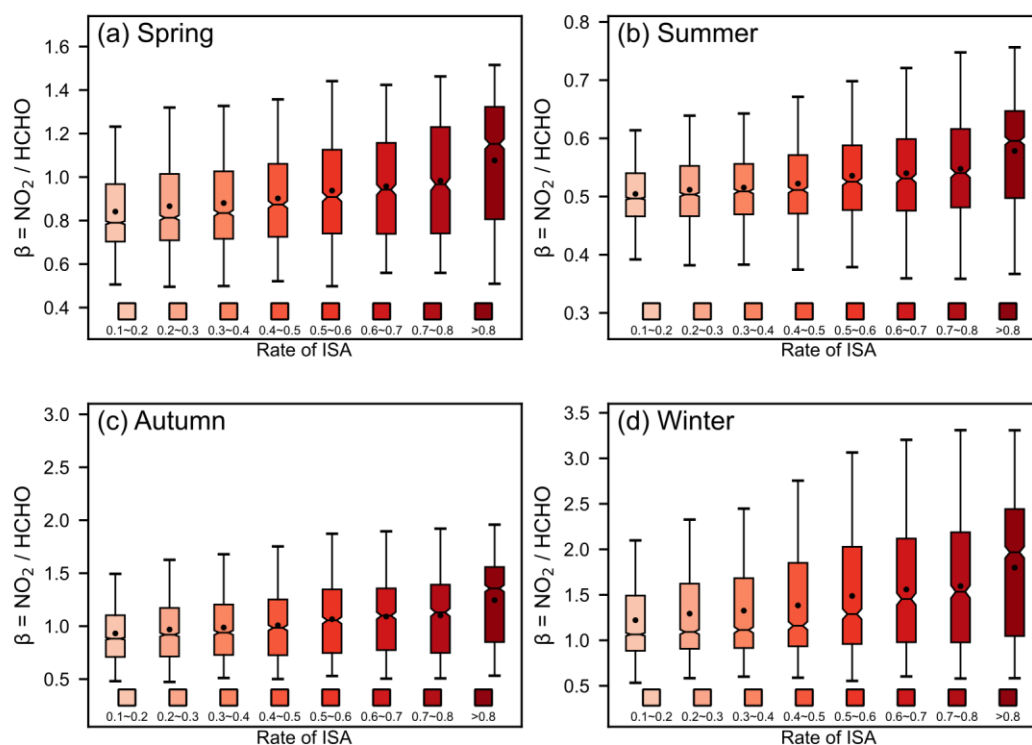 (a) Spring
β = NO₂ / HCHO
1.6
1.4
1.2
1.0
0.8
0.6
0.4
0.1~0.2 0.2~0.3 0.3~0.4 0.4~0.5 0.5~0.6 0.6~0.7 0.7~0.8 >0.8
Rate of ISA
(b) Summer
β = NO₂ / HCHO
0.8
0.7
0.6
0.5
0.4
0.3
0.1~0.2 0.2~0.3 0.3~0.4 0.4~0.5 0.5~0.6 0.6~0.7 0.7~0.8 >0.8
Rate of ISA
(c) Autumn
β = NO₂ / HCHO
3.0
2.5
2.0
1.5
1.0
0.5
0.1~0.2 0.2~0.3 0.3~0.4 0.4~0.5 0.5~0.6 0.6~0.7 0.7~0.8 >0.8
Rate of ISA
(d) Winter
β = NO₂ / HCHO
3.5
3.0
2.5
2.0
1.5
1.0
0.5
0.1~0.2 0.2~0.3 0.3~0.4 0.4~0.5 0.5~0.6 0.6~0.7 0.7~0.8 >0.8
Rate of ISA